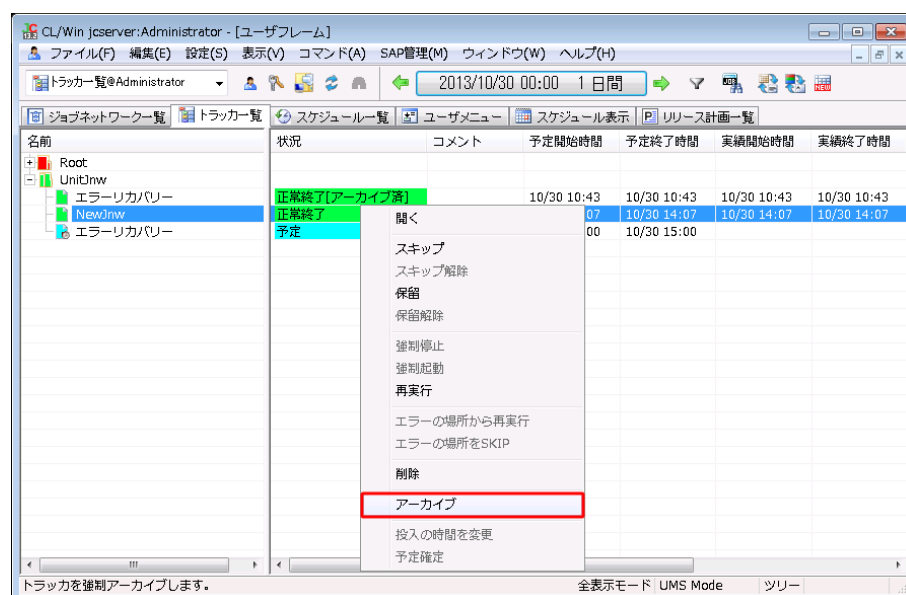 CL/Win jcserver:Administrator - [ユーザフレーム]
ファイル(F) 編集(E) 設定(S) 表示(V) コマンド(A) SAP管理(M) ウィンドウ(W) ヘルプ(H)
トラッカー覧@Administrator 2013/10/30 00:00 1 日間
ジョブネットワーク一覧 トラッカー覧 スケジュール一覧 ユーザメニュー スケジュール表示 リリース計画一覧
名前 状況 コメント 予定開始時間 予定終了時間 実績開始時間 実績終了時間
Root
UnitJnw
エラーリカバリー 正常終了[アーカイブ済] 10/30 10:43 10/30 10:43 10/30 10:43 10/30 10:43
NewJnw 正常終了 07 10/30 14:07 10/30 14:07 10/30 14:07
エラーリカバリー 予定 00 10/30 15:00
開く
スキップ
スキップ解除
保留
保留解除
強制停止
強制起動
再実行
エラーの場所から再実行
エラーの場所をSKIP
削除
アーカイブ
投入の時間を変更
予定確定
トラッカを強制アーカイブします。 全表示モード UMS Mode ツリー